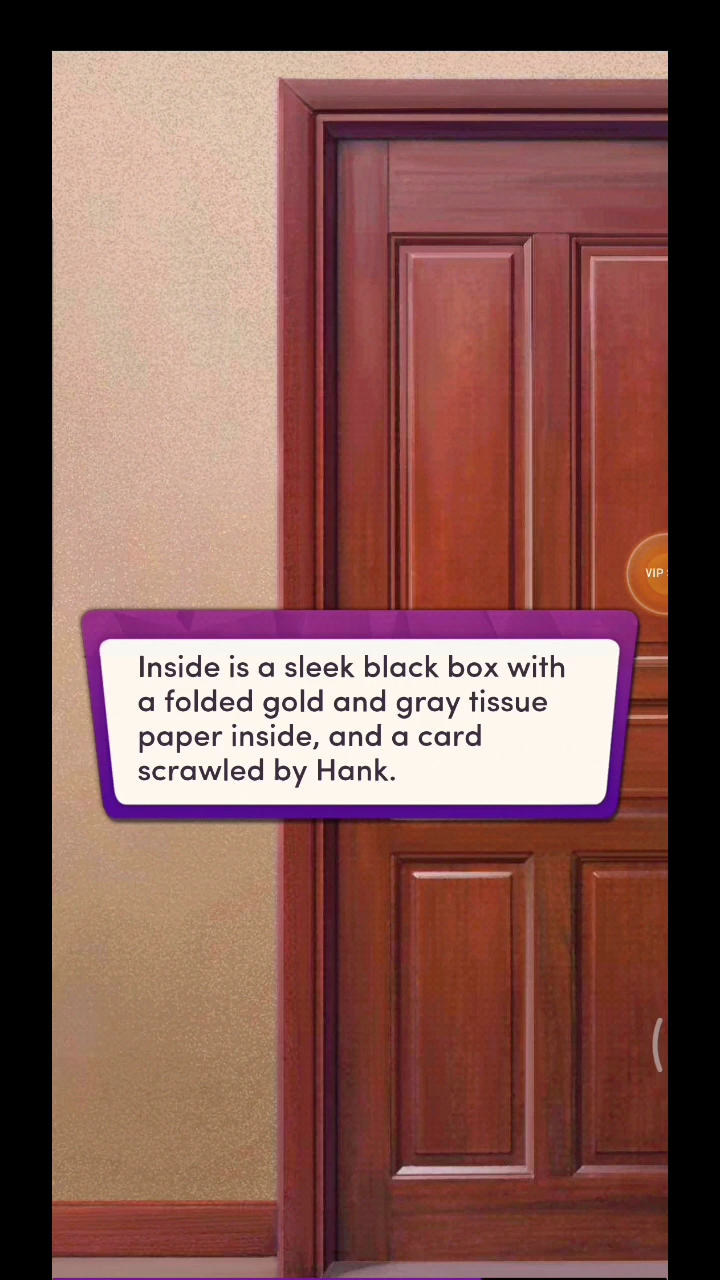 VIP
Inside is a sleek black box with
a folded gold and gray tissue
paper inside, and a card
scrawled by Hank.